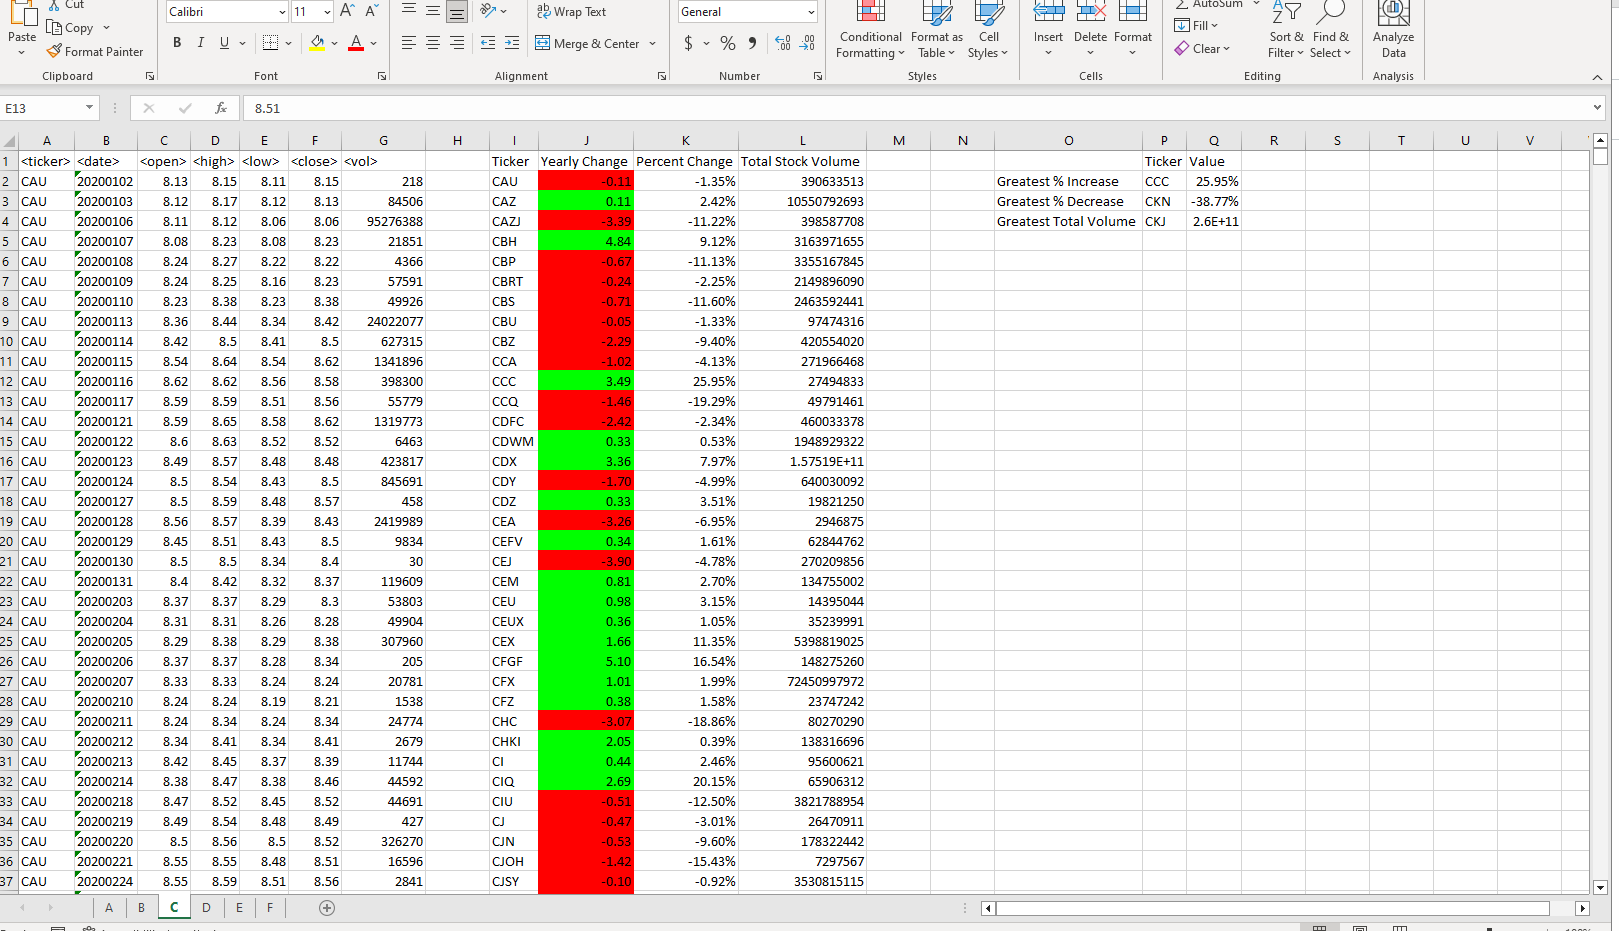 Cut
Calibri 11 A A Wrap Text General AutoSum
Paste Copy B I U Merge & Center $ % 9 Conditional Formatting Format as Table Cell Styles Insert Delete Format Fill Sort & Filter Find & Select Analyze Data
Format Painter Clear
Clipboard Font Alignment Number Styles Cells Editing Analysis
E13 fx 8.51
A B C D E F G H I J K L M N O P Q R S T U V
1 <ticker> <date> <open> <high> <low> <close> <vol> Ticker Yearly Change Percent Change Total Stock Volume Ticker Value
2 CAU 20200102 8.13 8.15 8.11 8.15 218 CAU -0.11 -1.35% 390633513 Greatest % Increase CCC 25.95%
3 CAU 20200103 8.12 8.17 8.12 8.13 84506 CAZ 0.11 2.42% 10550792693 Greatest % Decrease CKN -38.77%
4 CAU 20200106 8.11 8.12 8.06 8.06 95276388 CAZJ -3.39 -11.22% 398587708 Greatest Total Volume CKJ 2.6E+11
5 CAU 20200107 8.08 8.23 8.08 8.23 21851 CBH 4.84 9.12% 3163971655
6 CAU 20200108 8.24 8.27 8.22 8.22 4366 CBP -0.67 -11.13% 3355167845
7 CAU 20200109 8.24 8.25 8.16 8.23 57591 CBRT -0.24 -2.25% 2149896090
8 CAU 20200110 8.23 8.38 8.23 8.38 49926 CBS -0.71 -11.60% 2463592441
9 CAU 20200113 8.36 8.44 8.34 8.42 24022077 CBU -0.05 -1.33% 97474316
10 CAU 20200114 8.42 8.5 8.41 8.5 627315 CBZ -2.29 -9.40% 420554020
11 CAU 20200115 8.54 8.64 8.54 8.62 1341896 CCA -1.02 -4.13% 271966468
12 CAU 20200116 8.62 8.62 8.56 8.58 398300 CCC 3.49 25.95% 27494833
13 CAU 20200117 8.59 8.59 8.51 8.56 55779 CCQ -1.46 -19.29% 49791461
14 CAU 20200121 8.59 8.65 8.58 8.62 1319773 CDFC -2.42 -2.34% 460033378
15 CAU 20200122 8.6 8.63 8.52 8.52 6463 CDWM 0.33 0.53% 1948929322
16 CAU 20200123 8.49 8.57 8.48 8.48 423817 CDX 3.36 7.97% 1.57519E+11
17 CAU 20200124 8.5 8.54 8.43 8.5 845691 CDY -1.70 -4.99% 640030092
18 CAU 20200127 8.5 8.59 8.48 8.57 458 CDZ 0.33 3.51% 19821250
19 CAU 20200128 8.56 8.57 8.39 8.43 2419989 CEA -3.26 -6.95% 2946875
20 CAU 20200129 8.45 8.51 8.43 8.5 9834 CEFV 0.34 1.61% 62844762
21 CAU 20200130 8.5 8.5 8.34 8.4 30 CEJ -3.90 -4.78% 270209856
22 CAU 20200131 8.4 8.42 8.32 8.37 119609 CEM 0.81 2.70% 134755002
23 CAU 20200203 8.37 8.37 8.29 8.3 53803 CEU 0.98 3.15% 14395044
24 CAU 20200204 8.31 8.31 8.26 8.28 49904 CEUX 0.36 1.05% 35239991
25 CAU 20200205 8.29 8.38 8.29 8.38 307960 CEX 1.66 11.35% 5398819025
26 CAU 20200206 8.37 8.37 8.28 8.34 205 CFGF 5.10 16.54% 148275260
27 CAU 20200207 8.33 8.33 8.24 8.24 20781 CFX 1.01 1.99% 72450997972
28 CAU 20200210 8.24 8.24 8.19 8.21 1538 CFZ 0.38 1.58% 23747242
29 CAU 20200211 8.24 8.34 8.24 8.34 24774 CHC -3.07 -18.86% 80270290
30 CAU 20200212 8.34 8.41 8.34 8.41 2679 CHKI 2.05 0.39% 138316696
31 CAU 20200213 8.42 8.45 8.37 8.39 11744 CI 0.44 2.46% 95600621
32 CAU 20200214 8.38 8.47 8.38 8.46 44592 CIQ 2.69 20.15% 65906312
33 CAU 20200218 8.47 8.52 8.45 8.52 44691 CIU -0.51 -12.50% 3821788954
34 CAU 20200219 8.49 8.54 8.48 8.49 427 CJ -0.47 -3.01% 26470911
35 CAU 20200220 8.5 8.56 8.5 8.52 326270 CJN -0.53 -9.60% 178322442
36 CAU 20200221 8.55 8.55 8.48 8.51 16596 CJOH -1.42 -15.43% 7297567
37 CAU 20200224 8.55 8.59 8.51 8.56 2841 CJSY -0.10 -0.92% 3530815115
A B C D E F